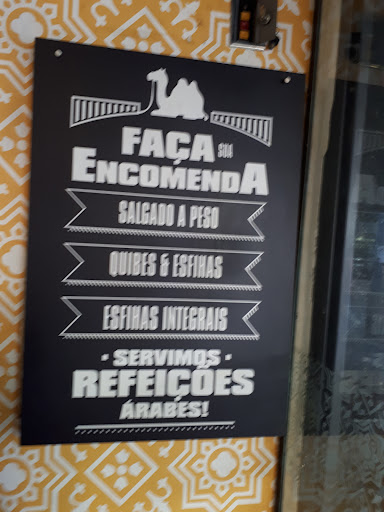 FAÇA SUA
ENCOMENDA
SALGADO A PESO
QUIBES & ESFIHAS
ESFIHAS INTEGRAIS
· SERVIMOS ·
REFEIÇÕES
ÁRABES!